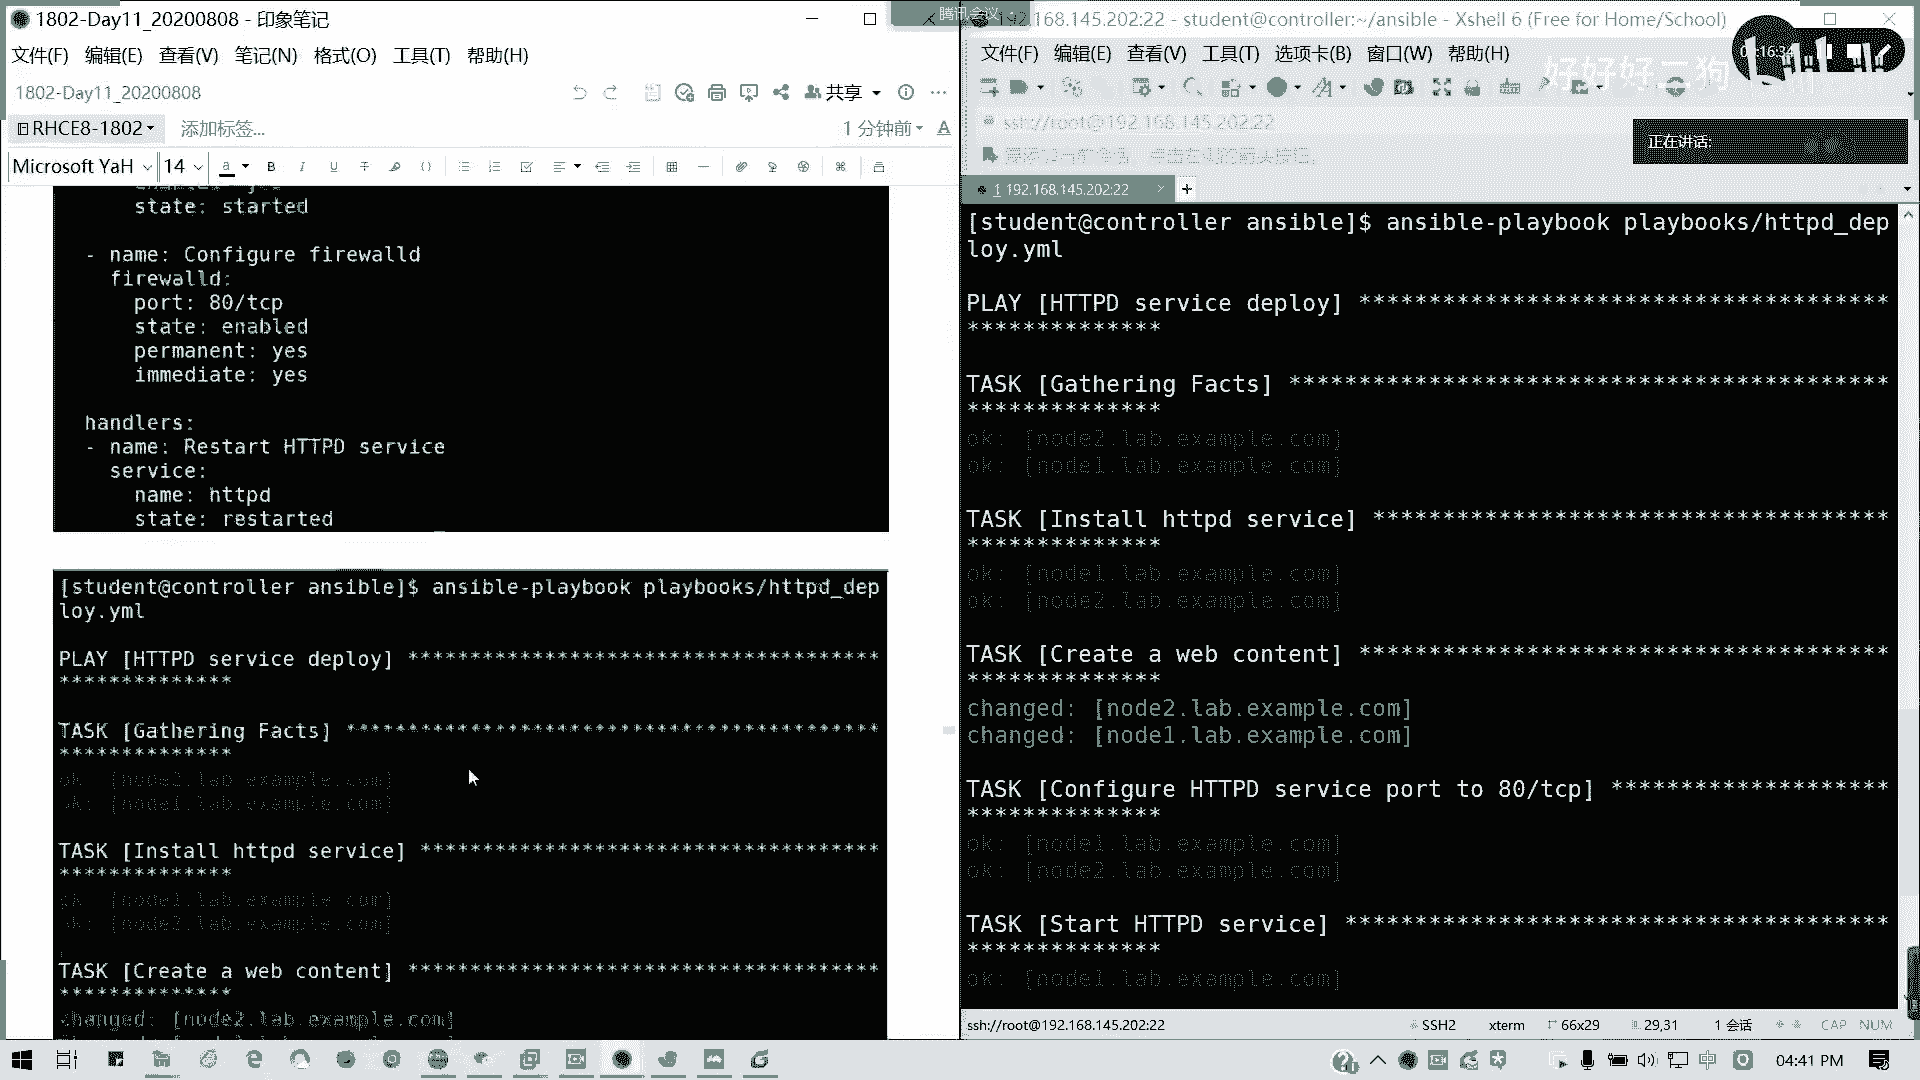 1802-Day11_20200808 - 印象笔记
文件(F) 编辑(E) 查看(V) 笔记(N) 格式(O) 工具(T) 帮助(H)
1802-Day11_20200808
共享
RHCE8-1802
添加标签...
1 分钟前
Microsoft YaH 14
state: started
- name: Configure firewalld
firewalld:
port: 80/tcp
state: enabled
permanent: yes
immediate: yes
handlers:
- name: Restart HTTPD service
service:
name: httpd
state: restarted
[student@controller ansible]$ ansible-playbook playbooks/httpd_dep
loy.yml
PLAY [HTTPD service deploy] **************************************
**************
TASK [Gathering Facts] *******************************************
**************
ok: [node2.lab.example.com]
ok: [node1.lab.example.com]
TASK [Install httpd service] *************************************
**************
ok: [node1.lab.example.com]
ok: [node2.lab.example.com]
TASK [Create a web content] **************************************
**************
changed: [node2.lab.example.com]
腾讯会议
192.168.145.202:22 - student@controller:~/ansible - Xshell 6 (Free for Home/School)
文件(F) 编辑(E) 查看(V) 工具(T) 选项卡(B) 窗口(W) 帮助(H)
好好好二狗
ssh://root@192.168.145.202:22
正在讲话:
1 192.168.145.202:22
[student@controller ansible]$ ansible-playbook playbooks/httpd_dep
loy.yml
PLAY [HTTPD service deploy] **************************************
**************
TASK [Gathering Facts] *******************************************
**************
ok: [node2.lab.example.com]
ok: [node1.lab.example.com]
TASK [Install httpd service] *************************************
**************
ok: [node1.lab.example.com]
ok: [node2.lab.example.com]
TASK [Create a web content] **************************************
**************
changed: [node2.lab.example.com]
changed: [node1.lab.example.com]
TASK [Configure HTTPD service port to 80/tcp] ********************
**************
ok: [node1.lab.example.com]
ok: [node2.lab.example.com]
TASK [Start HTTPD service] ***************************************
**************
ok: [node1.lab.example.com]
ssh://root@192.168.145.202:22 SSH2 xterm 66x29 29,31 1 会话 CAP NUM
中 04:41 PM